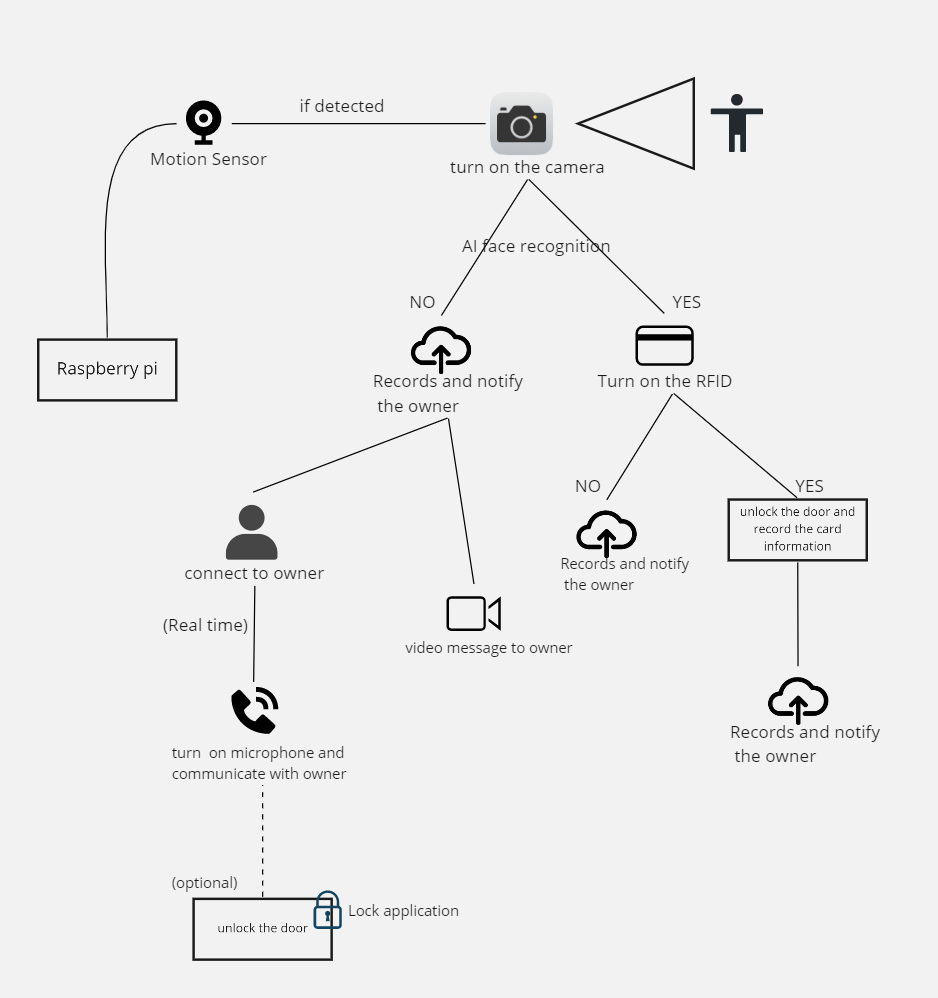 if detected
Motion Sensor
turn on the camera
AI face recognition
NO
YES
Raspberry pi
Records and notify
the owner
Turn on the RFID
NO
YES
unlock the door and
record the card
information
Records and notify
the owner
connect to owner
(Real time)
video message to owner
Records and notify
the owner
turn  on microphone and
communicate with owner
(optional)
Lock application
unlock the door